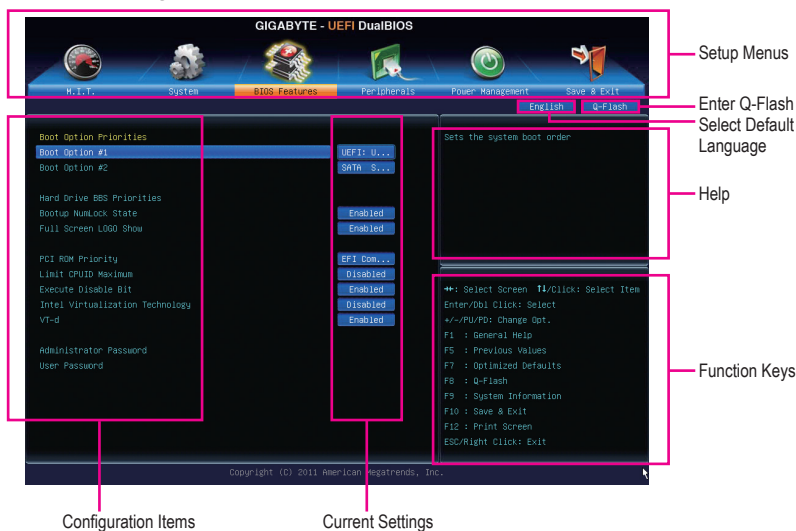 GIGABYTE - UEFI DualBIOS
M.I.T.
System
BIOS Features
Peripherals
Power Management
Save & Exit
Setup Menus
English
Q-Flash
Enter Q-Flash
Select Default
Language
Boot Option Priorities
Boot Option #1
UEFI: U...
Boot Option #2
SATA S...
Hard Drive BBS Priorities
Bootup NumLock State
Enabled
Full Screen LOGO Show
Enabled
PCI ROM Priority
EFI Com...
Limit CPUID Maximum
Disabled
Execute Disable Bit
Enabled
Intel Virtualization Technology
Disabled
VT-d
Enabled
Administrator Password
User Password
Sets the system boot order
Help
→←: Select Screen ↑↓/Click: Select Item
Enter/Dbl Click: Select
+/-/PU/PD: Change Opt.
F1 : General Help
F5 : Previous Values
F7 : Optimized Defaults
F8 : Q-Flash
F9 : System Information
F10 : Save & Exit
F12 : Print Screen
ESC/Right Click: Exit
Function Keys
Copyright (C) 2011 American Megatrends, Inc.
Configuration Items
Current Settings